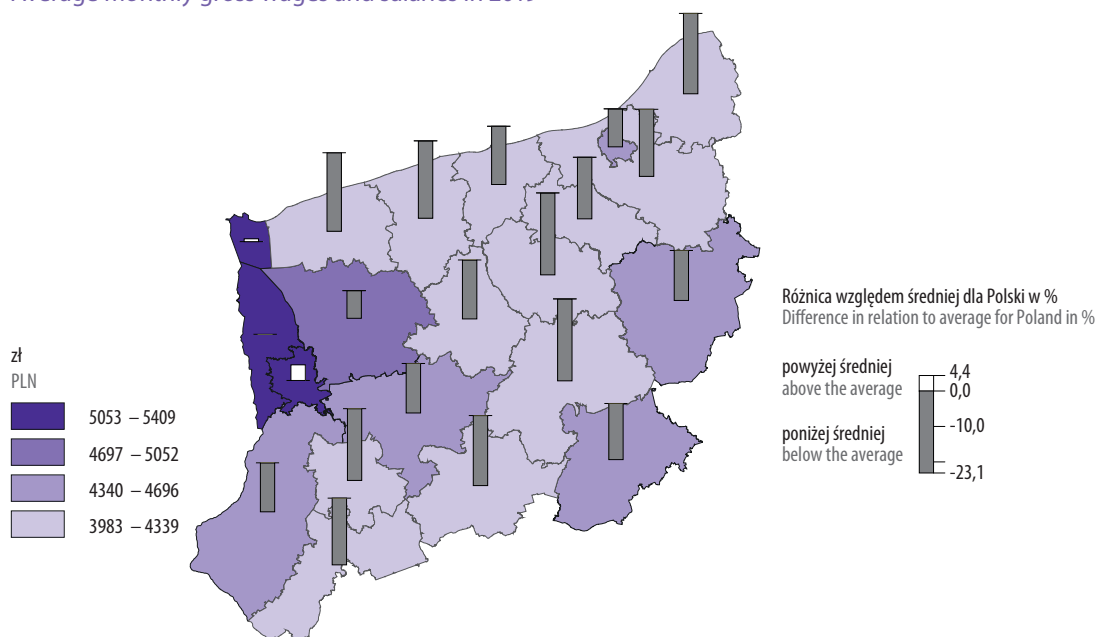 Average monthly gross wages and salaries in 2019
zł
PLN
5053 – 5409
4697 – 5052
4340 – 4696
3983 – 4339
Różnica względem średniej dla Polski w %
Difference in relation to average for Poland in %
powyżej średniej
above the average
poniżej średniej
below the average
4,4
0,0
-10,0
-23,1